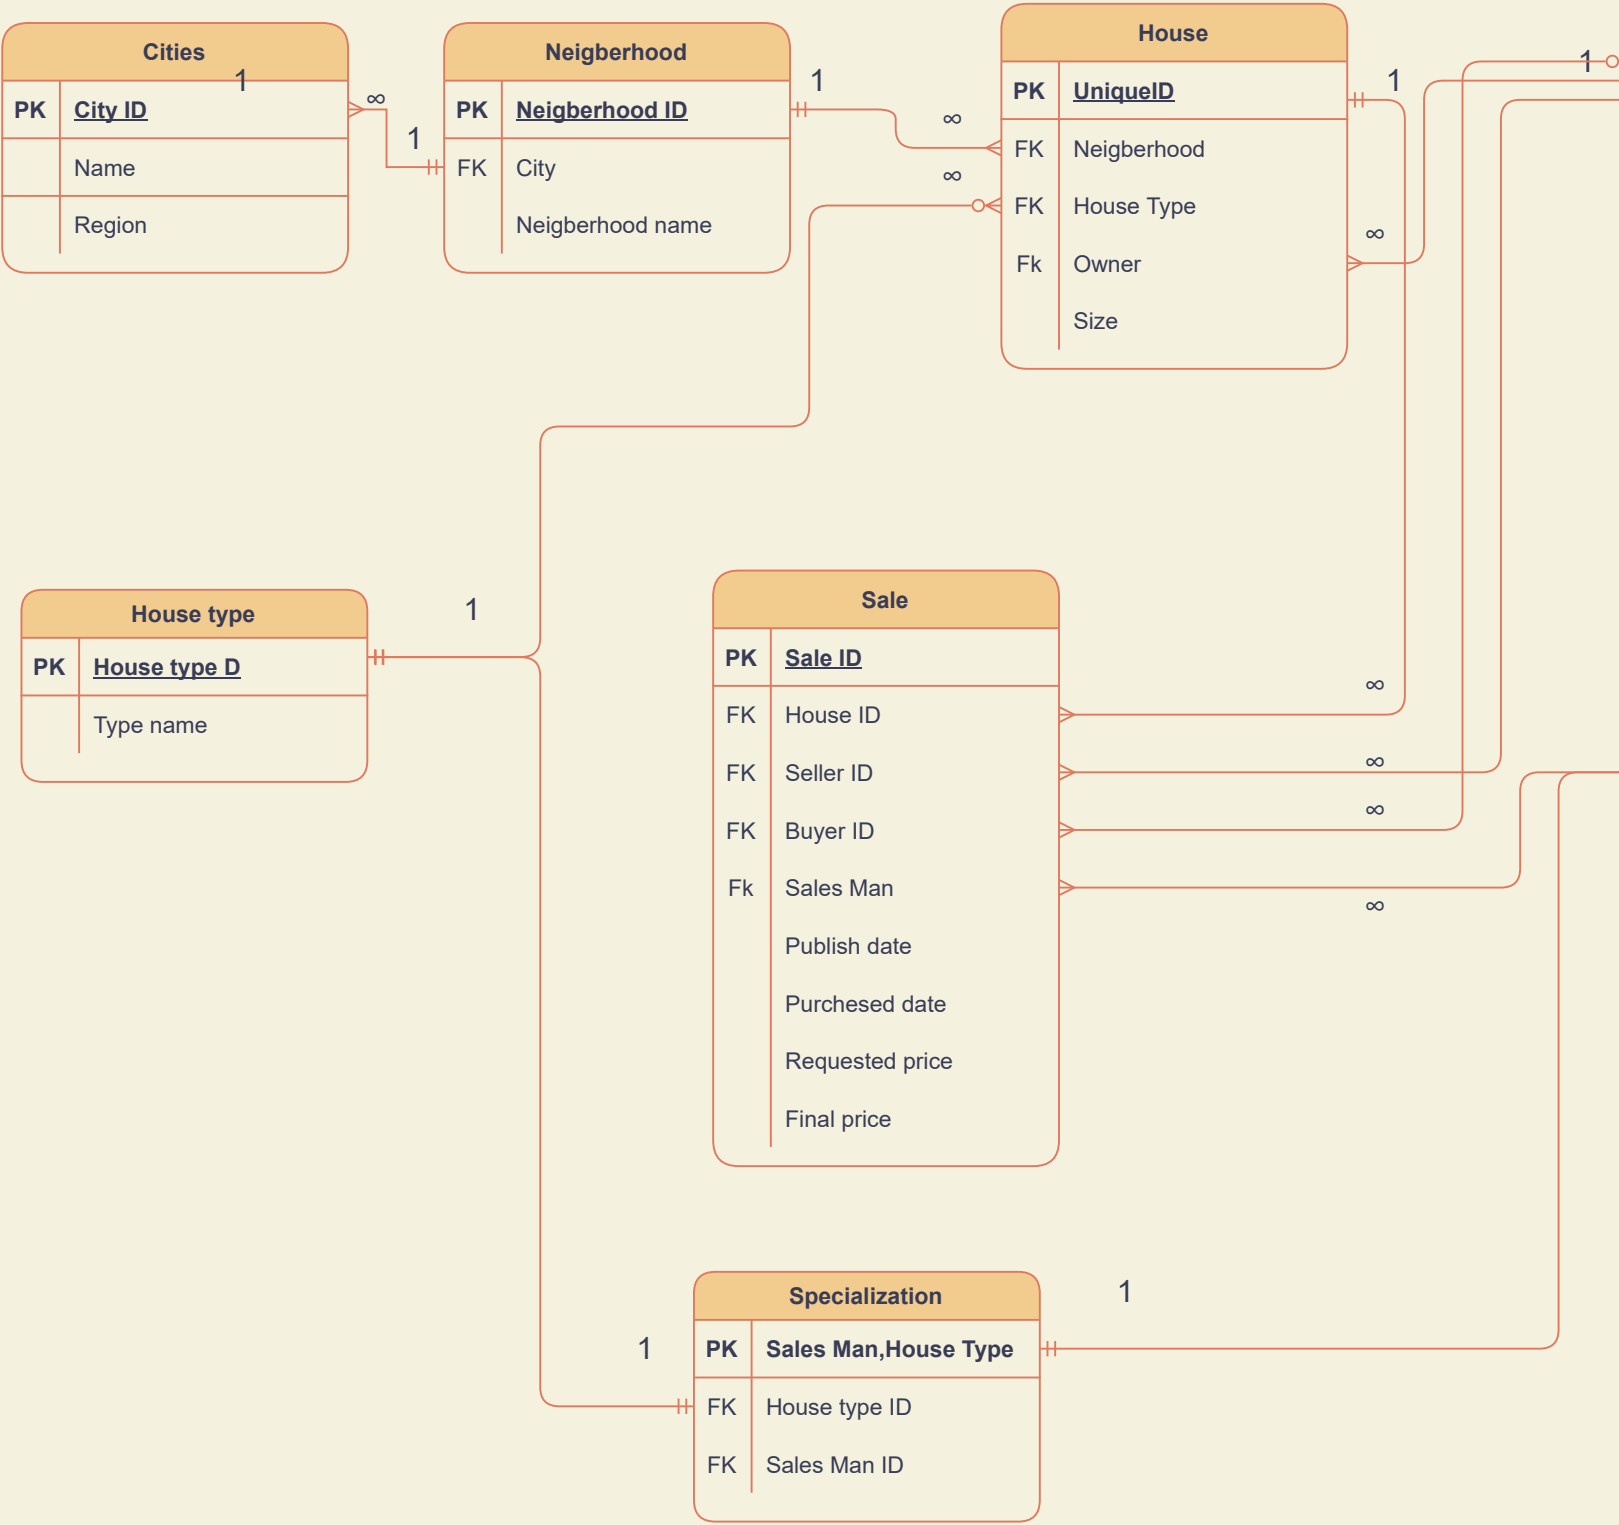 Cities
1
PK City ID
∞
Name
Region
Neigberhood
PK Neigberhood ID
1
1
FK City
Neigberhood name
House
PK UniqueID
1
1
∞
FK Neigberhood
∞
FK House Type
∞
Fk Owner
Size
House type
1
PK House type D
Type name
Sale
PK Sale ID
∞
FK House ID
∞
FK Seller ID
∞
FK Buyer ID
Fk Sales Man
∞
Publish date
Purchesed date
Requested price
Final price
Specialization
1
1
PK Sales Man,House Type
FK House type ID
FK Sales Man ID